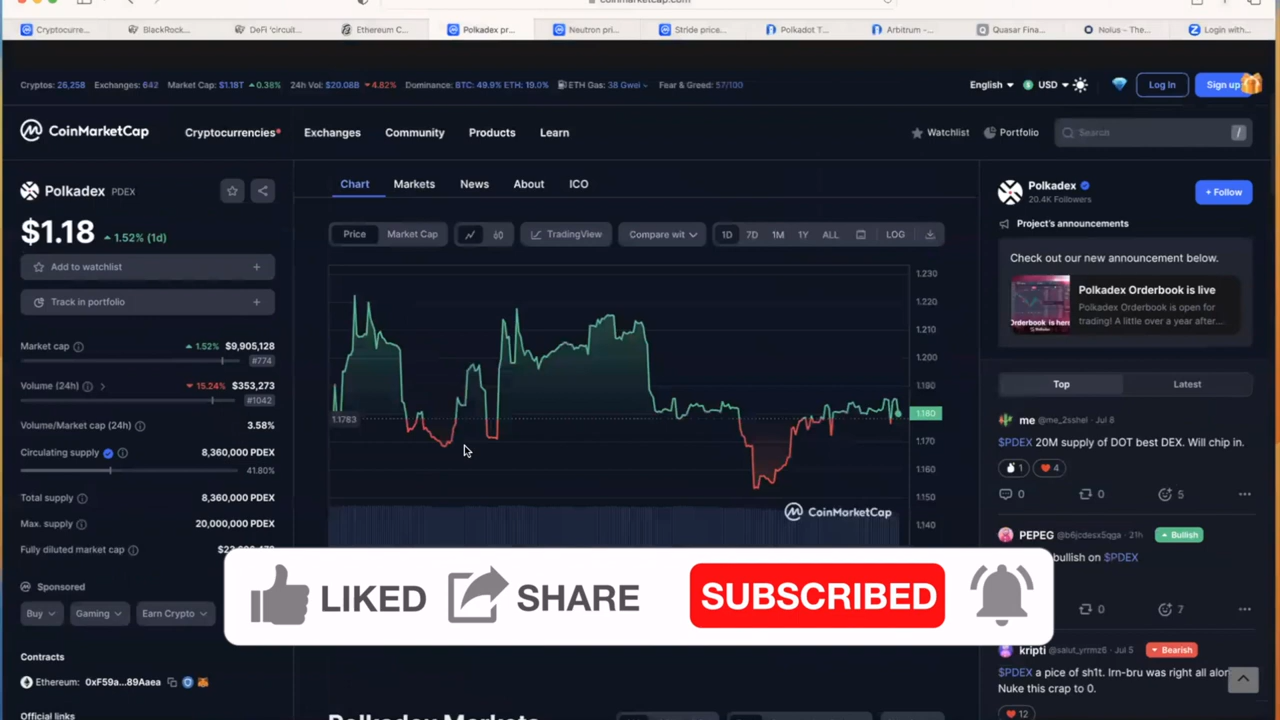 coinmarketcap.com
Cryptocurre...
BlackRock...
DeFi 'circuit...
Ethereum C...
Polkadex pr...
Neutron pri...
Stride price...
Polkadot T...
Arbitrum -...
Quasar Fina...
Nolus - The...
Login with...
Cryptos: 26,258 Exchanges: 642 Market Cap: $1.18T 0.38% 24h Vol: $20.08B 4.82% Dominance: BTC: 49.9% ETH: 19.0% ETH Gas: 38 Gwei Fear & Greed: 57/100
English USD Log In Sign up
CoinMarketCap
Cryptocurrencies Exchanges Community Products Learn
Watchlist Portfolio Search /
Polkadex PDEX
$1.18 1.52% (1d)
Add to watchlist +
Track in portfolio +
Market cap 1.52% $9,905,128
#774
Volume (24h) 15.24% $353,273
#1042
Volume/Market cap (24h) 3.58%
Circulating supply 8,360,000 PDEX
41.80%
Total supply 8,360,000 PDEX
Max. supply 20,000,000 PDEX
Fully diluted market cap
Sponsored
Buy Gaming Earn Crypto
Contracts
Ethereum: 0xF59a...89Aaea
Official links
Chart Markets News About ICO
Price Market Cap TradingView Compare wit 1D 7D 1M 1Y ALL LOG
1.230
1.220
1.210
1.200
1.190
1.180
1.170
1.160
1.150
1.140
1.1783
CoinMarketCap
Polkadex Markets
Polkadex
20.4K Followers
+ Follow
Project's announcements
Check out our new announcement below.
Orderbook is here
Polkadex Orderbook is live
Polkadex Orderbook is open for
trading! A little over a year after...
Top Latest
me @me_2sshel · Jul 8
$PDEX 20M supply of DOT best DEX. Will chip in.
1 4
0 0 5 ...
PEPEG @b6jcdesx5qga · 21h Bullish
bullish on $PDEX
0 7 ...
kripti @salut_yrrmz6 · Jul 5 Bearish
$PDEX a pice of sh1t. Irn-bru was right all alon
Nuke this crap to 0.
12
LIKED SHARE SUBSCRIBED